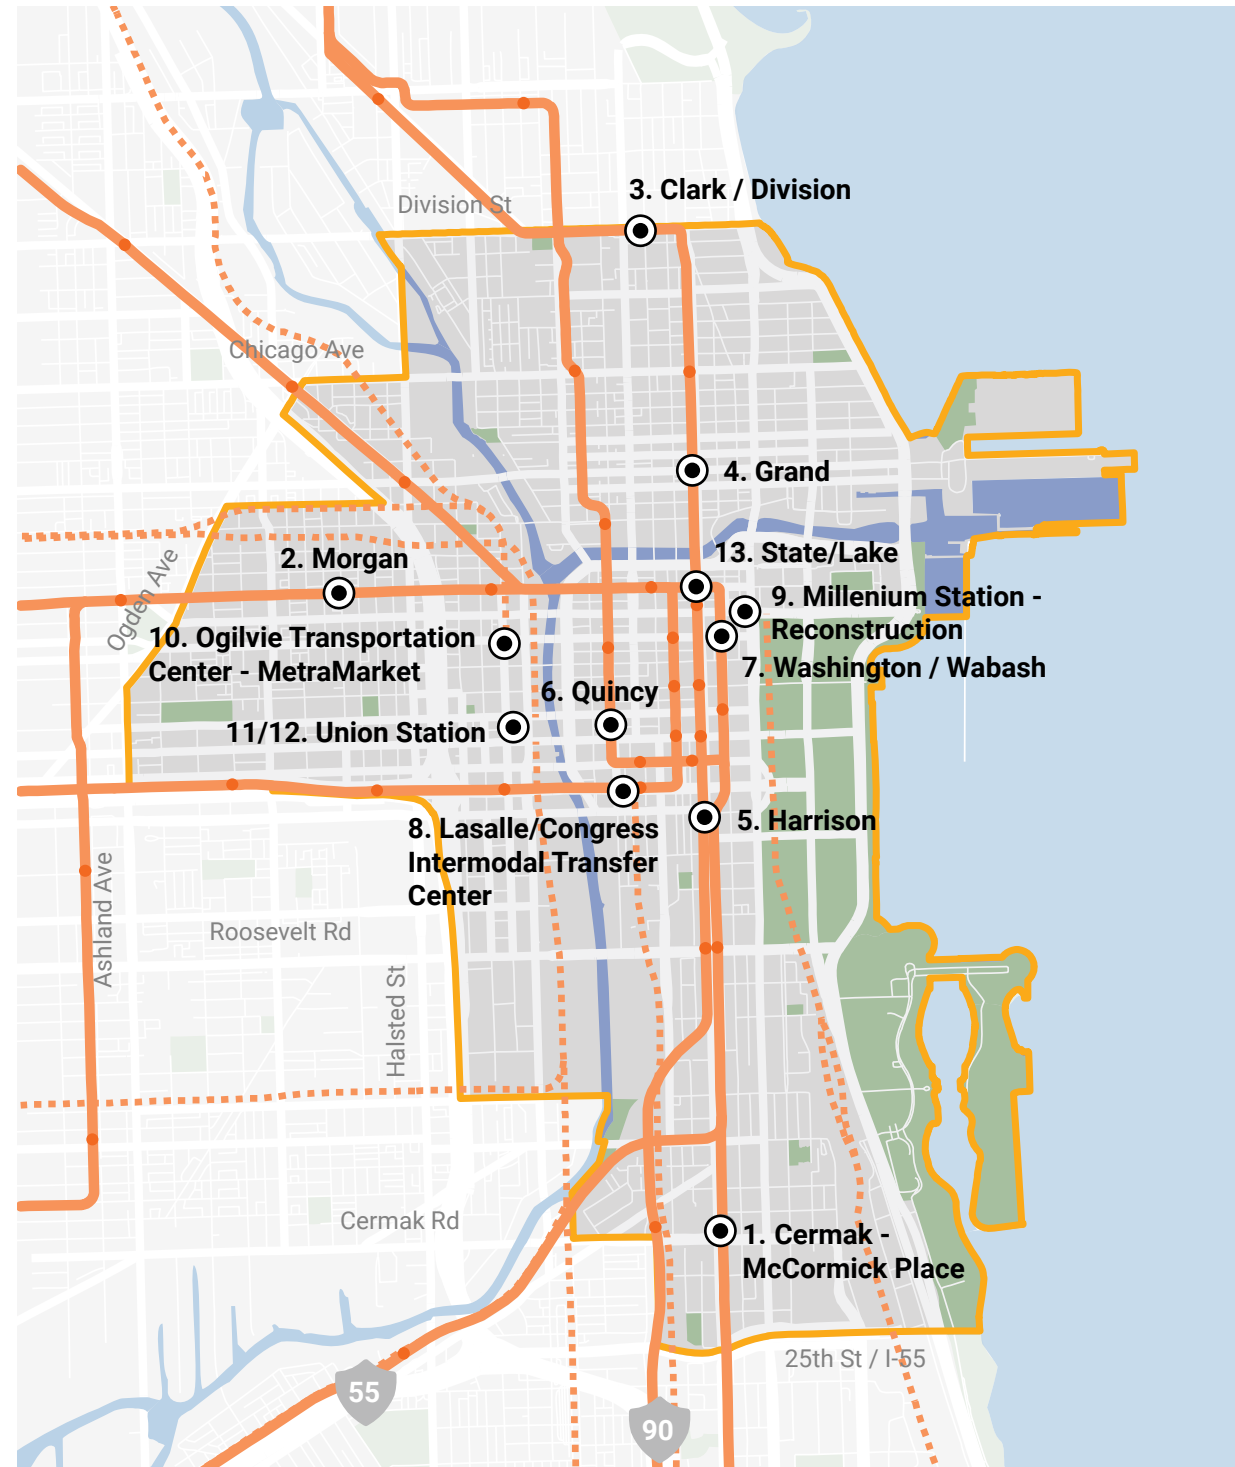 3. Clark / Division
Division St
Chicago Ave
4. Grand
13. State/Lake
2. Morgan
Ogden Ave
9. Millenium Station -
Reconstruction
10. Ogilvie Transportation
Center - MetraMarket
7. Washington / Wabash
6. Quincy
11/12. Union Station
8. Lasalle/Congress
Intermodal Transfer
Center
5. Harrison
Ashland Ave
Roosevelt Rd
Halsted St
Cermak Rd
1. Cermak -
McCormick Place
25th St / I-55
55
90